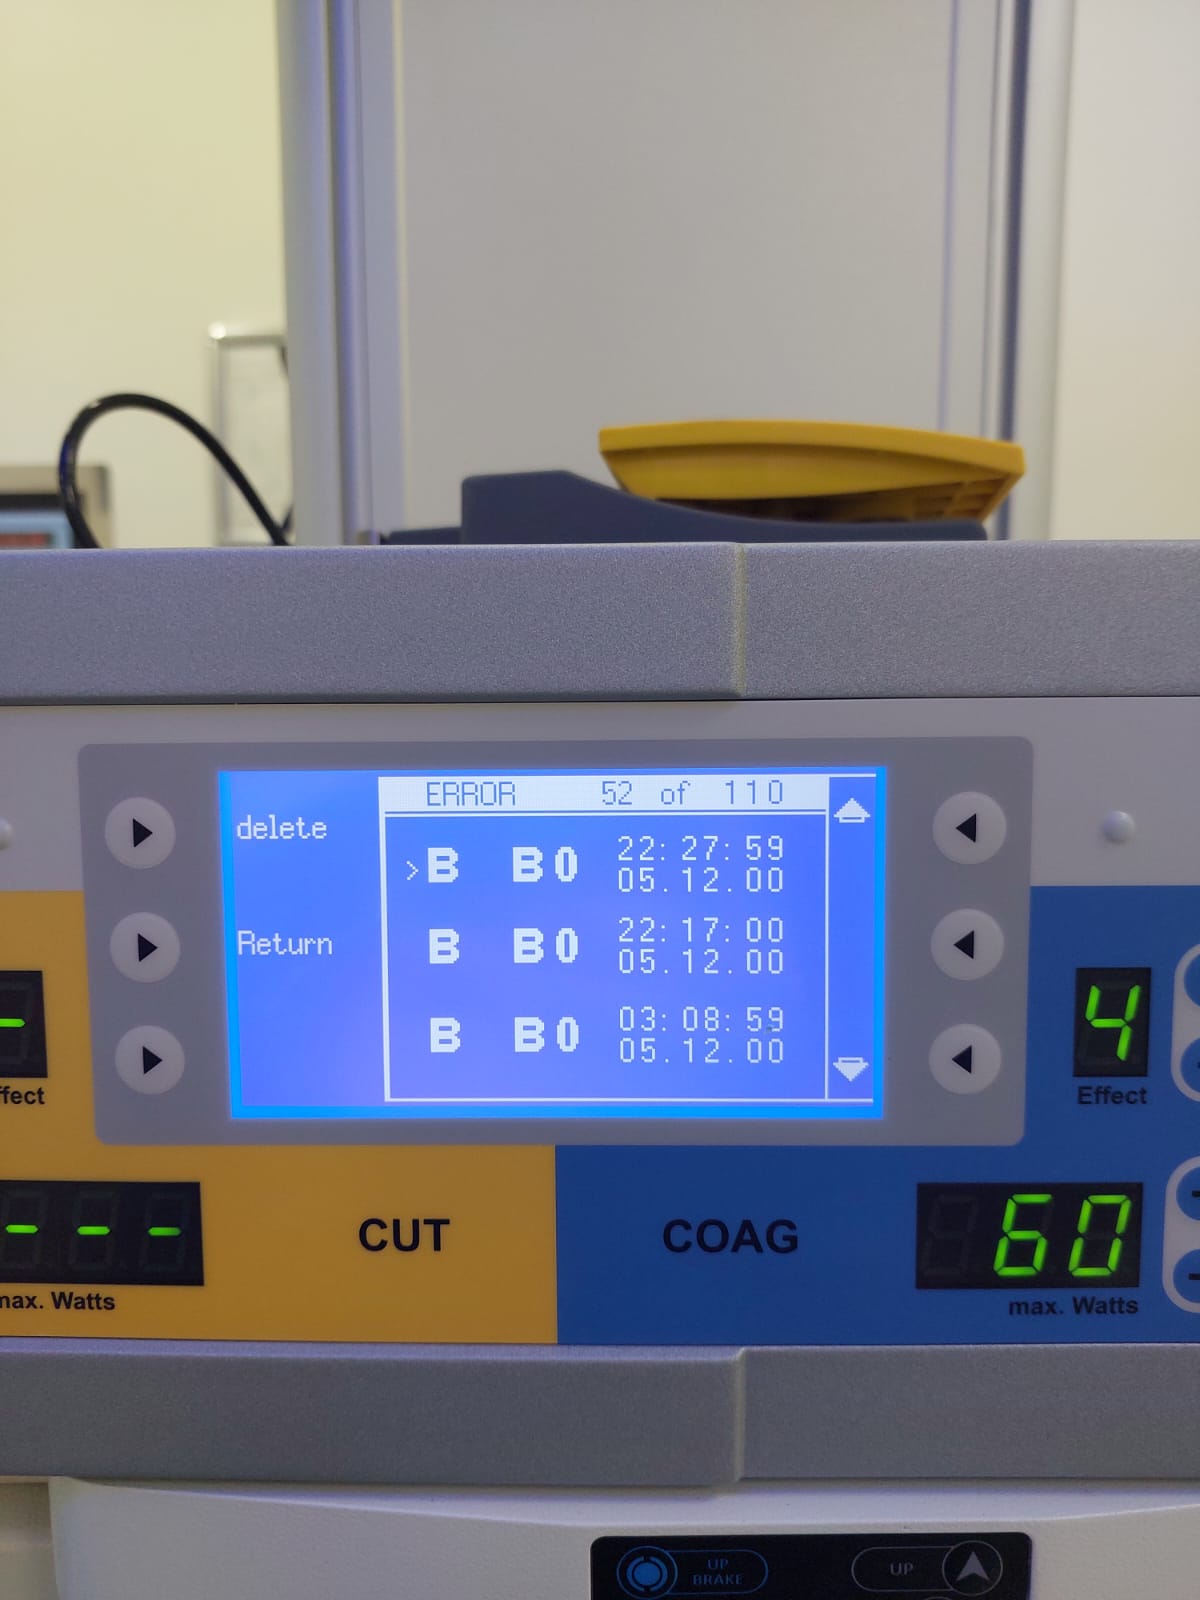 ERROR 52 of 110
delete
>B B0 22:27:59
05.12.00
Return
B B0 22:17:00
05.12.00
B B0 03:08:59
05.12.00
4
ffect
Effect
CUT
COAG
60
max. Watts
max. Watts
UP
BRAKE
UP